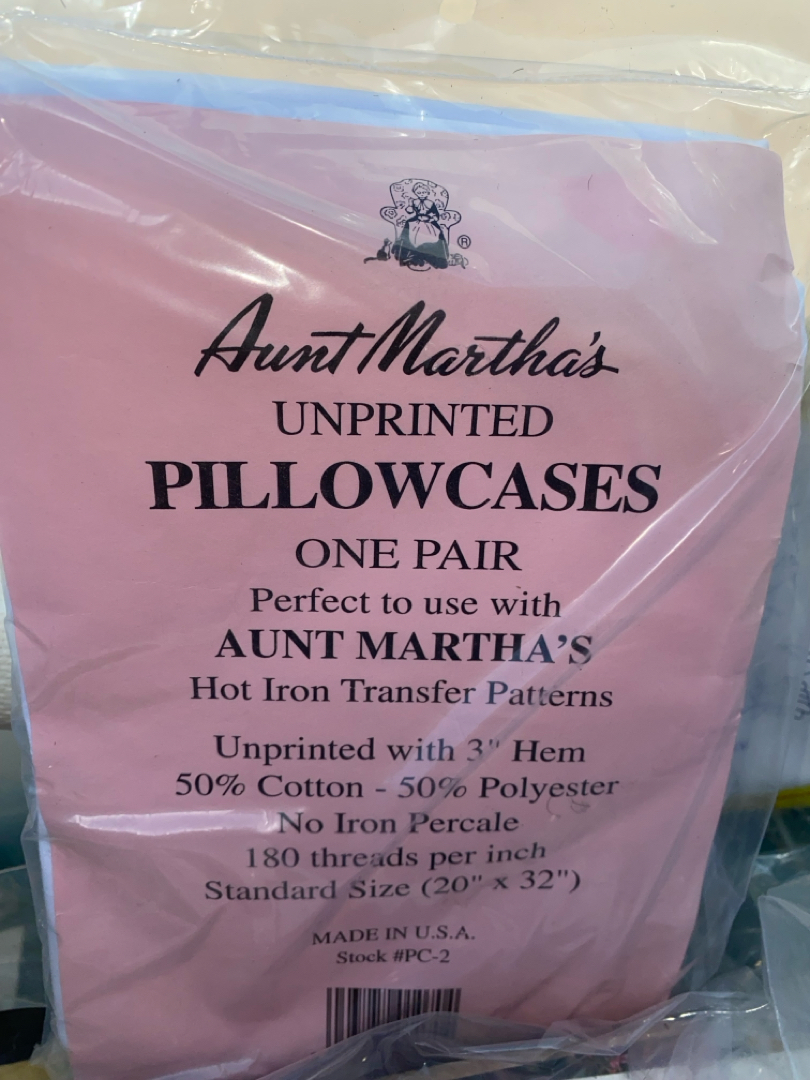 ®
Aunt Martha's
UNPRINTED
PILLOWCASES
ONE PAIR
Perfect to use with
AUNT MARTHA'S
Hot Iron Transfer Patterns
Unprinted with 3" Hem
50% Cotton - 50% Polyester
No Iron Percale
180 threads per inch
Standard Size (20" x 32")
MADE IN U.S.A.
Stock #PC-2